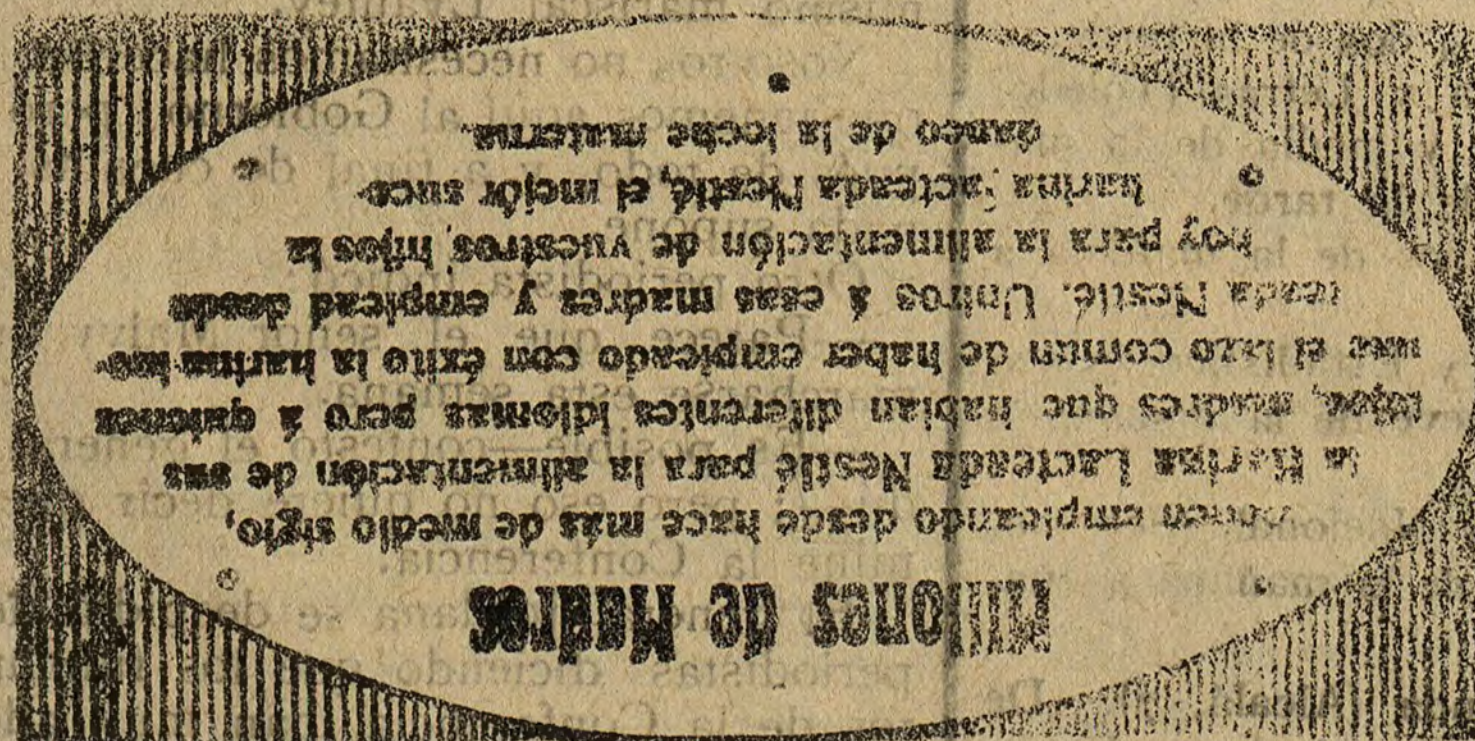 Millones de Madres
vienen empleando desde hace más de medio siglo,
la Harina Lacteada Nestlé para la alimentación de sus
hijos, madres que hablan diferentes idiomas pero á quienes
une el lazo común de haber empleado con éxito la harina lac-
teada Nestlé. Uniros á esas madres y emplead desde
hoy para la alimentación de vuestros hijos la
harina lacteada Nestlé, el mejor suce-
dáneo de la leche materna.